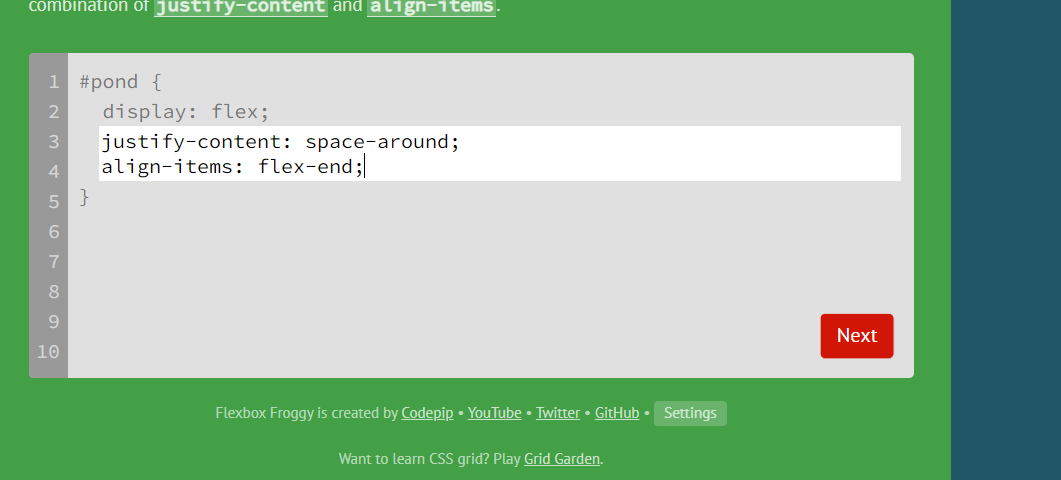 combination of justify-content and align-items.
1 #pond {
2 display: flex;
3 justify-content: space-around;
4 align-items: flex-end;
5 }
6
7
8
9
10
Next
Flexbox Froggy is created by Codepip • YouTube • Twitter • GitHub • Settings
Want to learn CSS grid? Play Grid Garden.